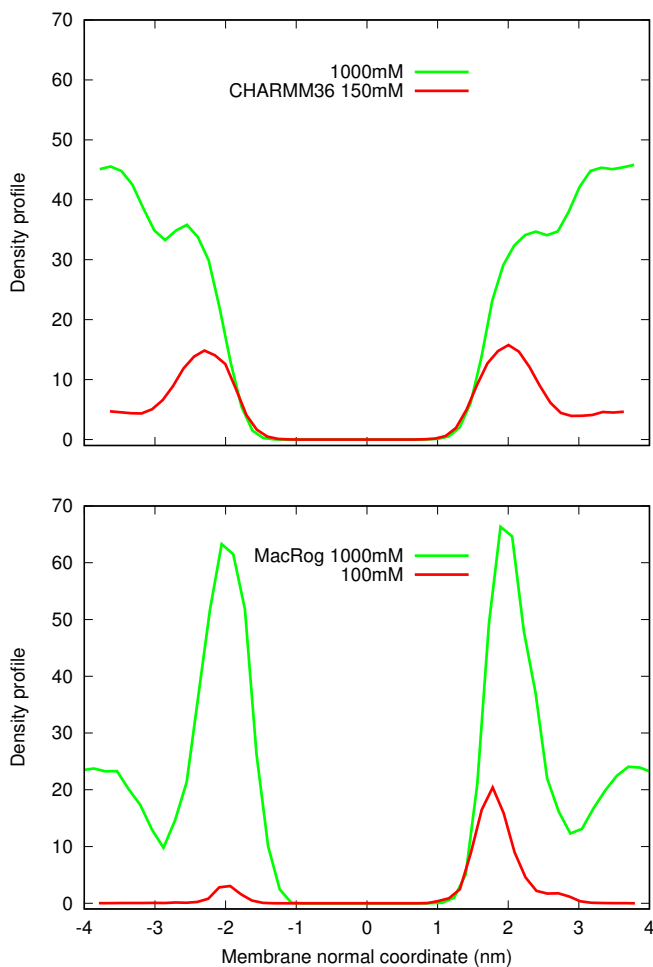 70
60
50
40
30
20
10
0
Density profile
1000mM
CHARMM36 150mM
70
60
50
40
30
20
10
0
Density profile
MacRog 1000mM
100mM
-4 -3 -2 -1 0 1 2 3 4
Membrane normal coordinate (nm)